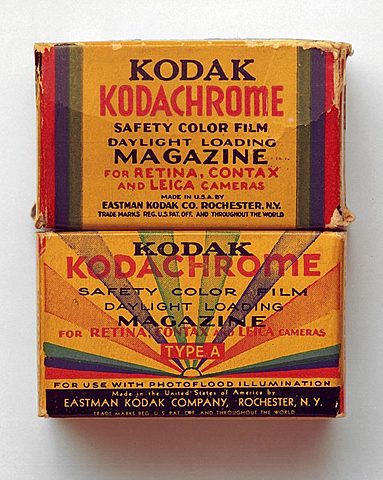 KODAK
KODACHROME
SAFETY COLOR FILM
DAYLIGHT LOADING
MAGAZINE
FOR RETINA, CONTAX
AND LEICA CAMERAS
MADE IN U.S.A. BY
EASTMAN KODAK CO. ROCHESTER, N.Y.
TRADE MARKS REG. U.S. PAT. OFF. AND THROUGHOUT THE WORLD
KODAK
KODACHROME
SAFETY COLOR FILM
DAYLIGHT LOADING
MAGAZINE
FOR RETINA, CONTAX AND LEICA CAMERAS
TYPE A
FOR USE WITH PHOTOFLOOD ILLUMINATION
Made in the United States of America by
EASTMAN KODAK COMPANY, ROCHESTER, N. Y.
TRADE MARKS REG. U. S. PAT. OFF. AND THROUGHOUT THE WORLD